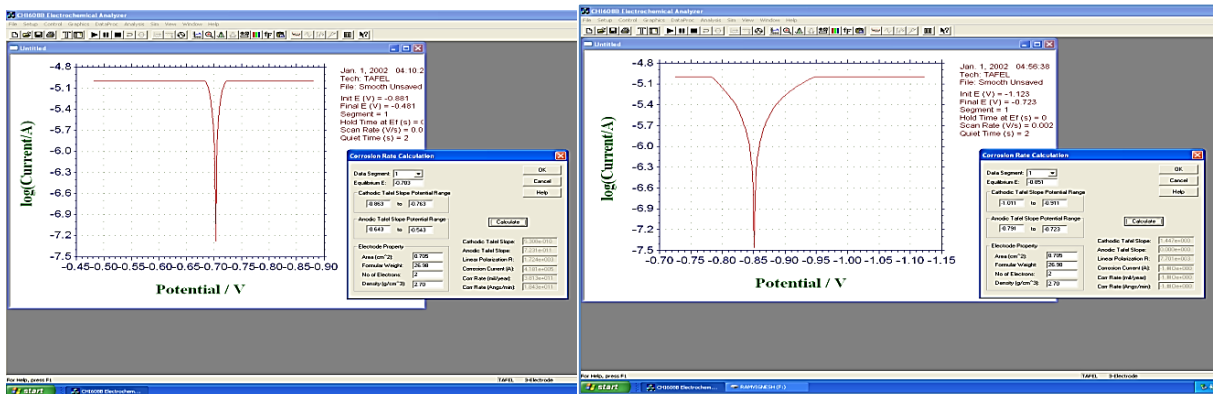 CHI608B Electrochemical Analyzer
File Setup Control Graphics DataProc Analysis Sim View Window Help
Untitled
-4.8
-5.1
-5.4
-5.7
-6.0
-6.3
-6.6
-6.9
-7.2
-7.5
log(Current/A)
-0.45 -0.50 -0.55 -0.60 -0.65 -0.70 -0.75 -0.80 -0.85 -0.90
Potential / V
Jan. 1, 2002 04:10:2
Tech: TAFEL
File: Smooth Unsaved
Init E (V) = -0.881
Final E (V) = -0.481
Segment = 1
Hold Time at Ef (s) = 0
Scan Rate (V/s) = 0.0
Quiet Time (s) = 2
Corrosion Rate Calculation
Data Segment: 1
Equilibrium E: -0.703
Cathodic Tafel Slope Potential Range
-0.863 to -0.763
Anodic Tafel Slope Potential Range
-0.643 to -0.543
Electrode Property
Area (cm^2): 0.785
Formular Weight: 26.98
No of Electrons: 2
Density (g/cm^3): 2.70
OK
Cancel
Help
Calculate
Cathodic Tafel Slope:
Anodic Tafel Slope:
Linear Polarization R:
Corrosion Current (A):
Corr Rate (mil/year):
Corr Rate (Angs/min):
For Help, press F1
TAFEL 3-Electrode
start
CHI608B Electrochem...
CHI608B Electrochemical Analyzer
File Setup Control Graphics DataProc Analysis Sim View Window Help
Untitled
-4.8
-5.1
-5.4
-5.7
-6.0
-6.3
-6.6
-6.9
-7.2
-7.5
log(Current/A)
-0.70 -0.75 -0.80 -0.85 -0.90 -0.95 -1.00 -1.05 -1.10 -1.15
Potential / V
Jan. 1, 2002 04:56:38
Tech: TAFEL
File: Smooth Unsaved
Init E (V) = -1.123
Final E (V) = -0.723
Segment = 1
Hold Time at Ef (s) = 0
Scan Rate (V/s) = 0.002
Quiet Time (s) = 2
Corrosion Rate Calculation
Data Segment: 1
Equilibrium E: -0.851
Cathodic Tafel Slope Potential Range
-1.011 to -0.911
Anodic Tafel Slope Potential Range
-0.791 to -0.723
Electrode Property
Area (cm^2): 0.785
Formular Weight: 26.98
No of Electrons: 2
Density (g/cm^3): 2.70
OK
Cancel
Help
Calculate
Cathodic Tafel Slope:
Anodic Tafel Slope:
Linear Polarization R:
Corrosion Current (A):
Corr Rate (mil/year):
Corr Rate (Angs/min):
For Help, press F1
TAFEL 3-Electrode
start
CHI608B Electrochem...
RAMVIGNESH (F:)